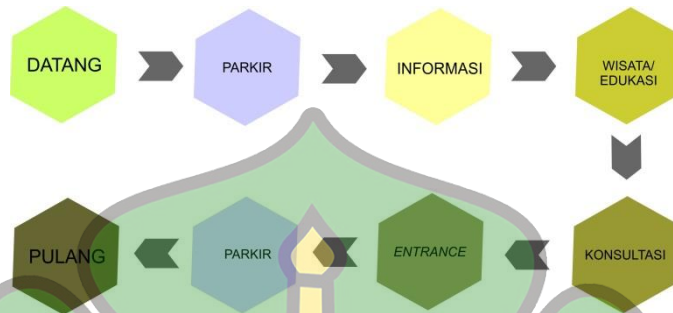 DATANG
PARKIR
INFORMASI
WISATA/
EDUKASI
PULANG
PARKIR
ENTRANCE
KONSULTASI